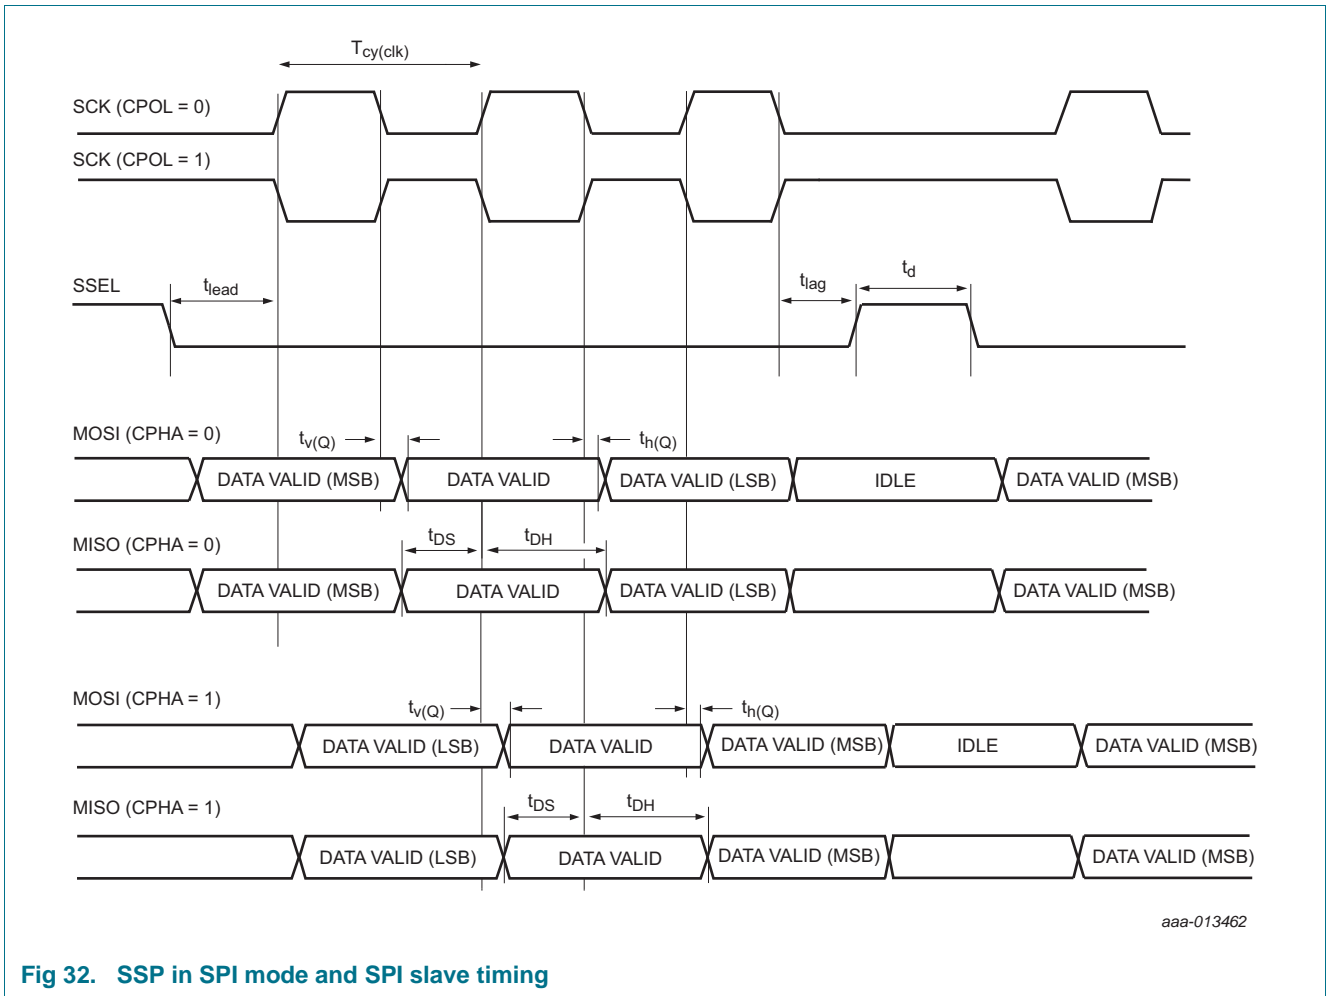 Tcy(clk)
SCK (CPOL = 0)
SCK (CPOL = 1)
SSEL
tlead
tlag
td
MOSI (CPHA = 0)
tv(Q)
th(Q)
DATA VALID (MSB)
DATA VALID
DATA VALID (LSB)
IDLE
DATA VALID (MSB)
MISO (CPHA = 0)
tDS
tDH
DATA VALID (MSB)
DATA VALID
DATA VALID (LSB)
DATA VALID (MSB)
MOSI (CPHA = 1)
tv(Q)
th(Q)
DATA VALID (LSB)
DATA VALID
DATA VALID (MSB)
IDLE
DATA VALID (MSB)
MISO (CPHA = 1)
tDS
tDH
DATA VALID (LSB)
DATA VALID
DATA VALID (MSB)
DATA VALID (MSB)
aaa-013462
Fig 32. SSP in SPI mode and SPI slave timing